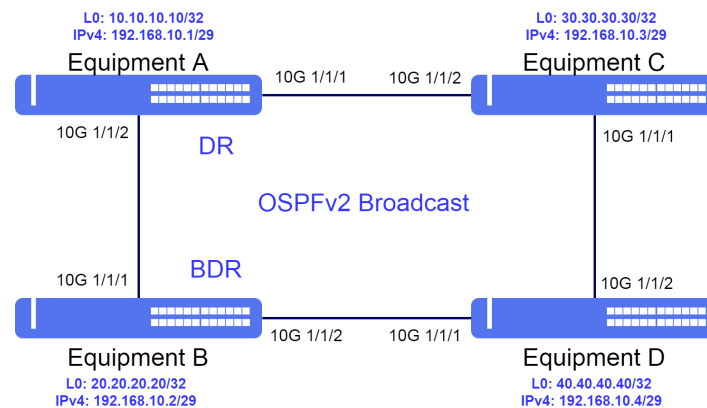 L0: 10.10.10.10/32
IPv4: 192.168.10.1/29
Equipment A
L0: 30.30.30.30/32
IPv4: 192.168.10.3/29
Equipment C
10G 1/1/1
10G 1/1/2
10G 1/1/2
DR
10G 1/1/1
OSPFv2 Broadcast
10G 1/1/1
BDR
10G 1/1/2
10G 1/1/2
10G 1/1/1
Equipment B
L0: 20.20.20.20/32
IPv4: 192.168.10.2/29
Equipment D
L0: 40.40.40.40/32
IPv4: 192.168.10.4/29